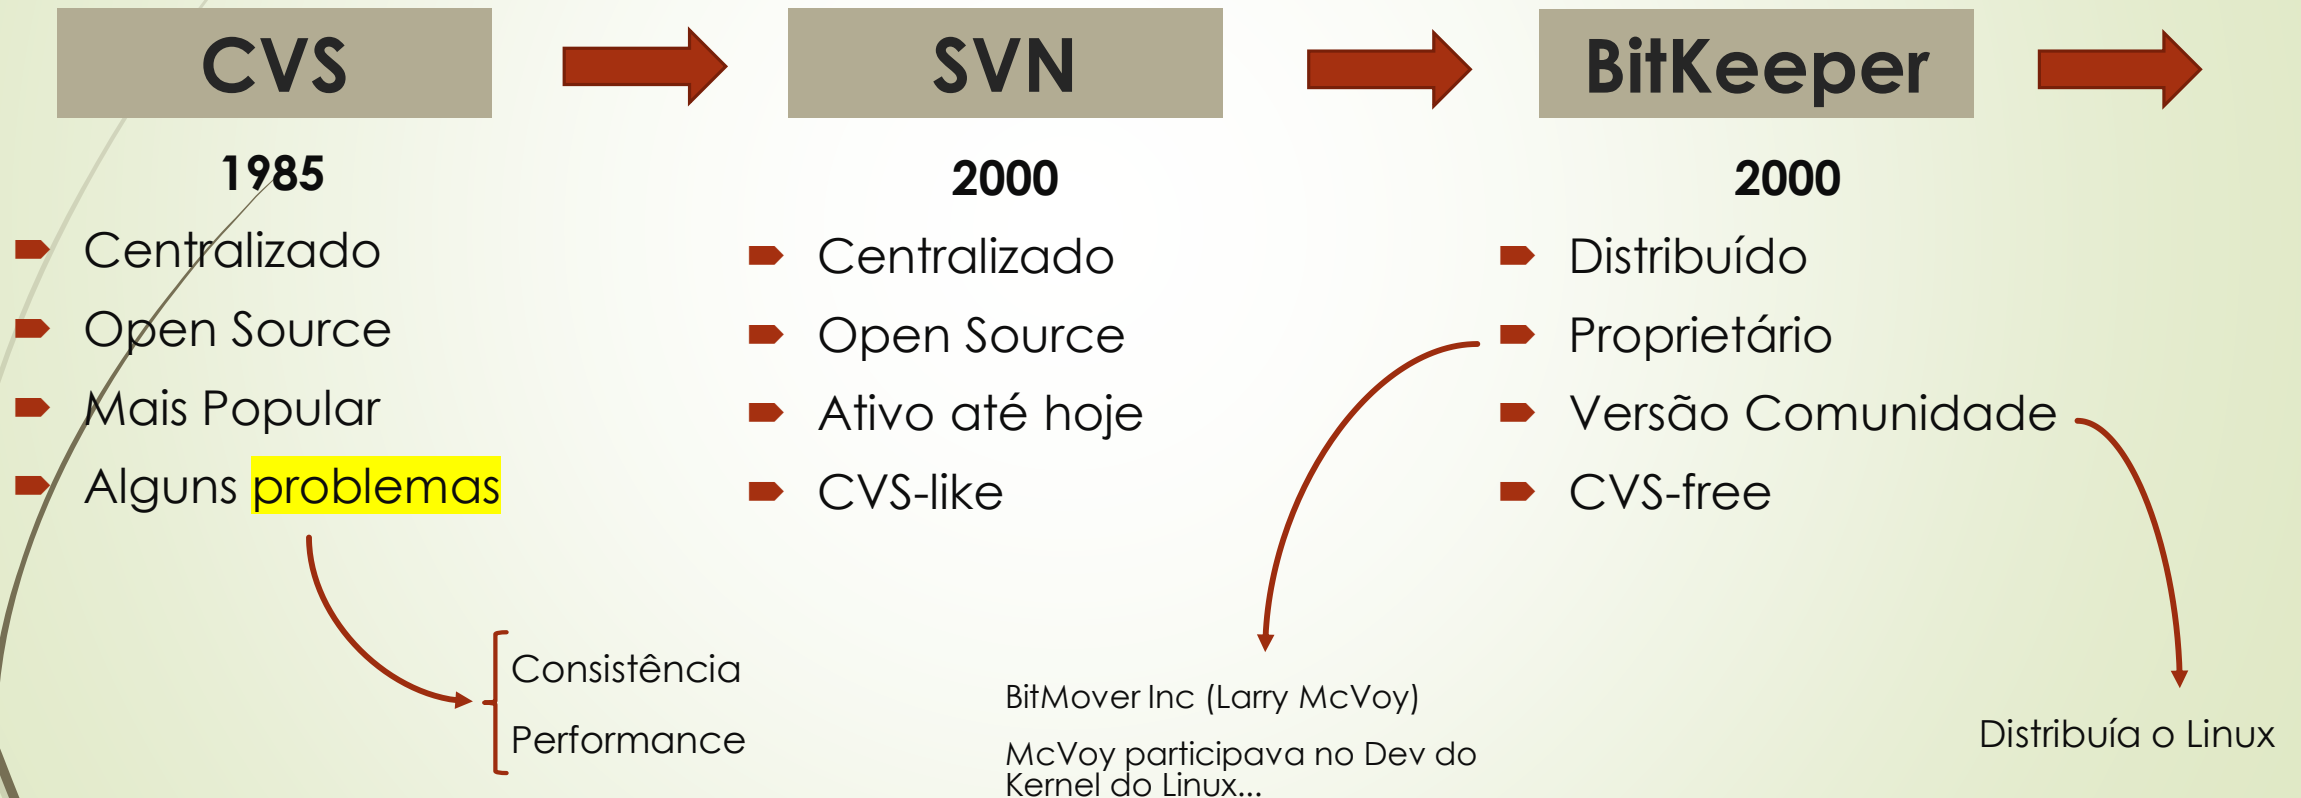 CVS
1985
Centralizado
Open Source
Mais Popular
Alguns problemas
Consistência
Performance
SVN
2000
Centralizado
Open Source
Ativo até hoje
CVS-like
BitKeeper
2000
Distribuído
Proprietário
Versão Comunidade
CVS-free
BitMover Inc (Larry McVoy)
McVoy participava no Dev do
Kernel do Linux...
Distribuía o Linux